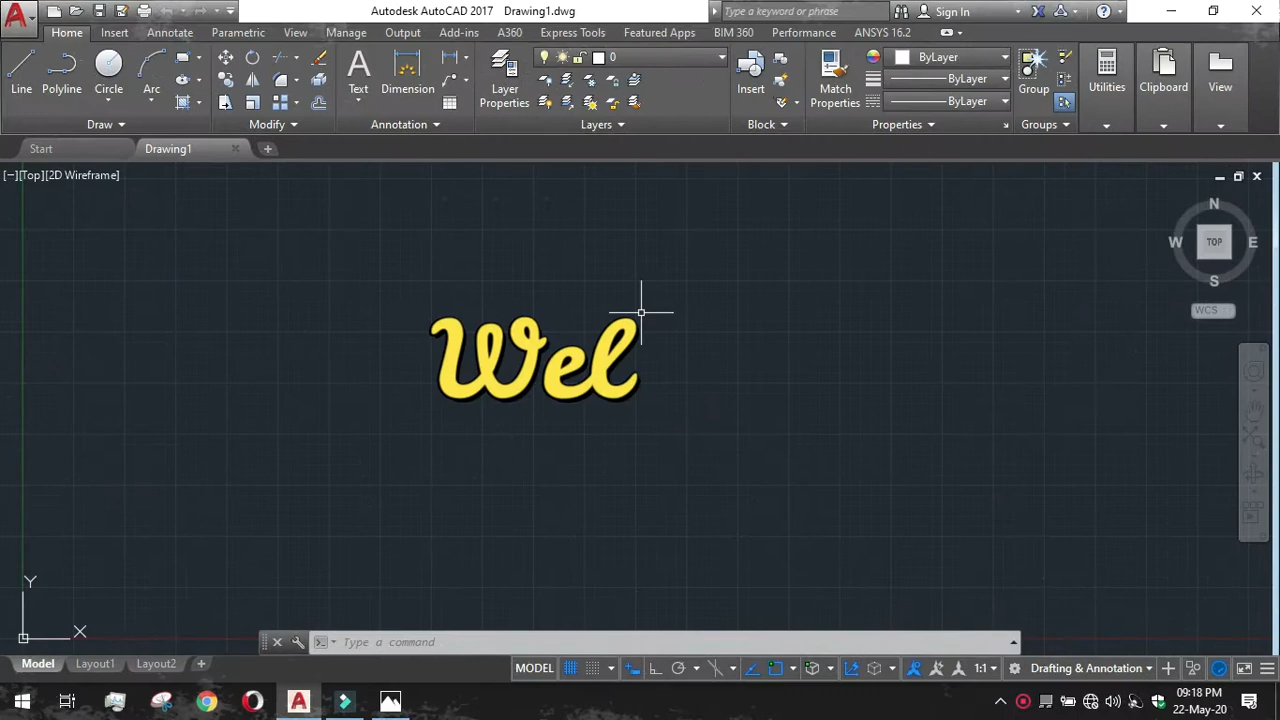 Autodesk AutoCAD 2017 Drawing1.dwg
Type a keyword or phrase
Sign In
Home Insert Annotate Parametric View Manage Output Add-ins A360 Express Tools Featured Apps BIM 360 Performance ANSYS 16.2
Line Polyline Circle Arc Text Dimension Layer Properties 0 Insert Match Properties ByLayer ByLayer ByLayer Group Utilities Clipboard View
Draw Modify Annotation Layers Block Properties Groups
Start Drawing1
[−][Top][2D Wireframe]
N
W TOP E
S
WCS
Wel
Y
X
Type a command
Model Layout1 Layout2 MODEL 1:1 Drafting & Annotation
09:18 PM
22-May-20